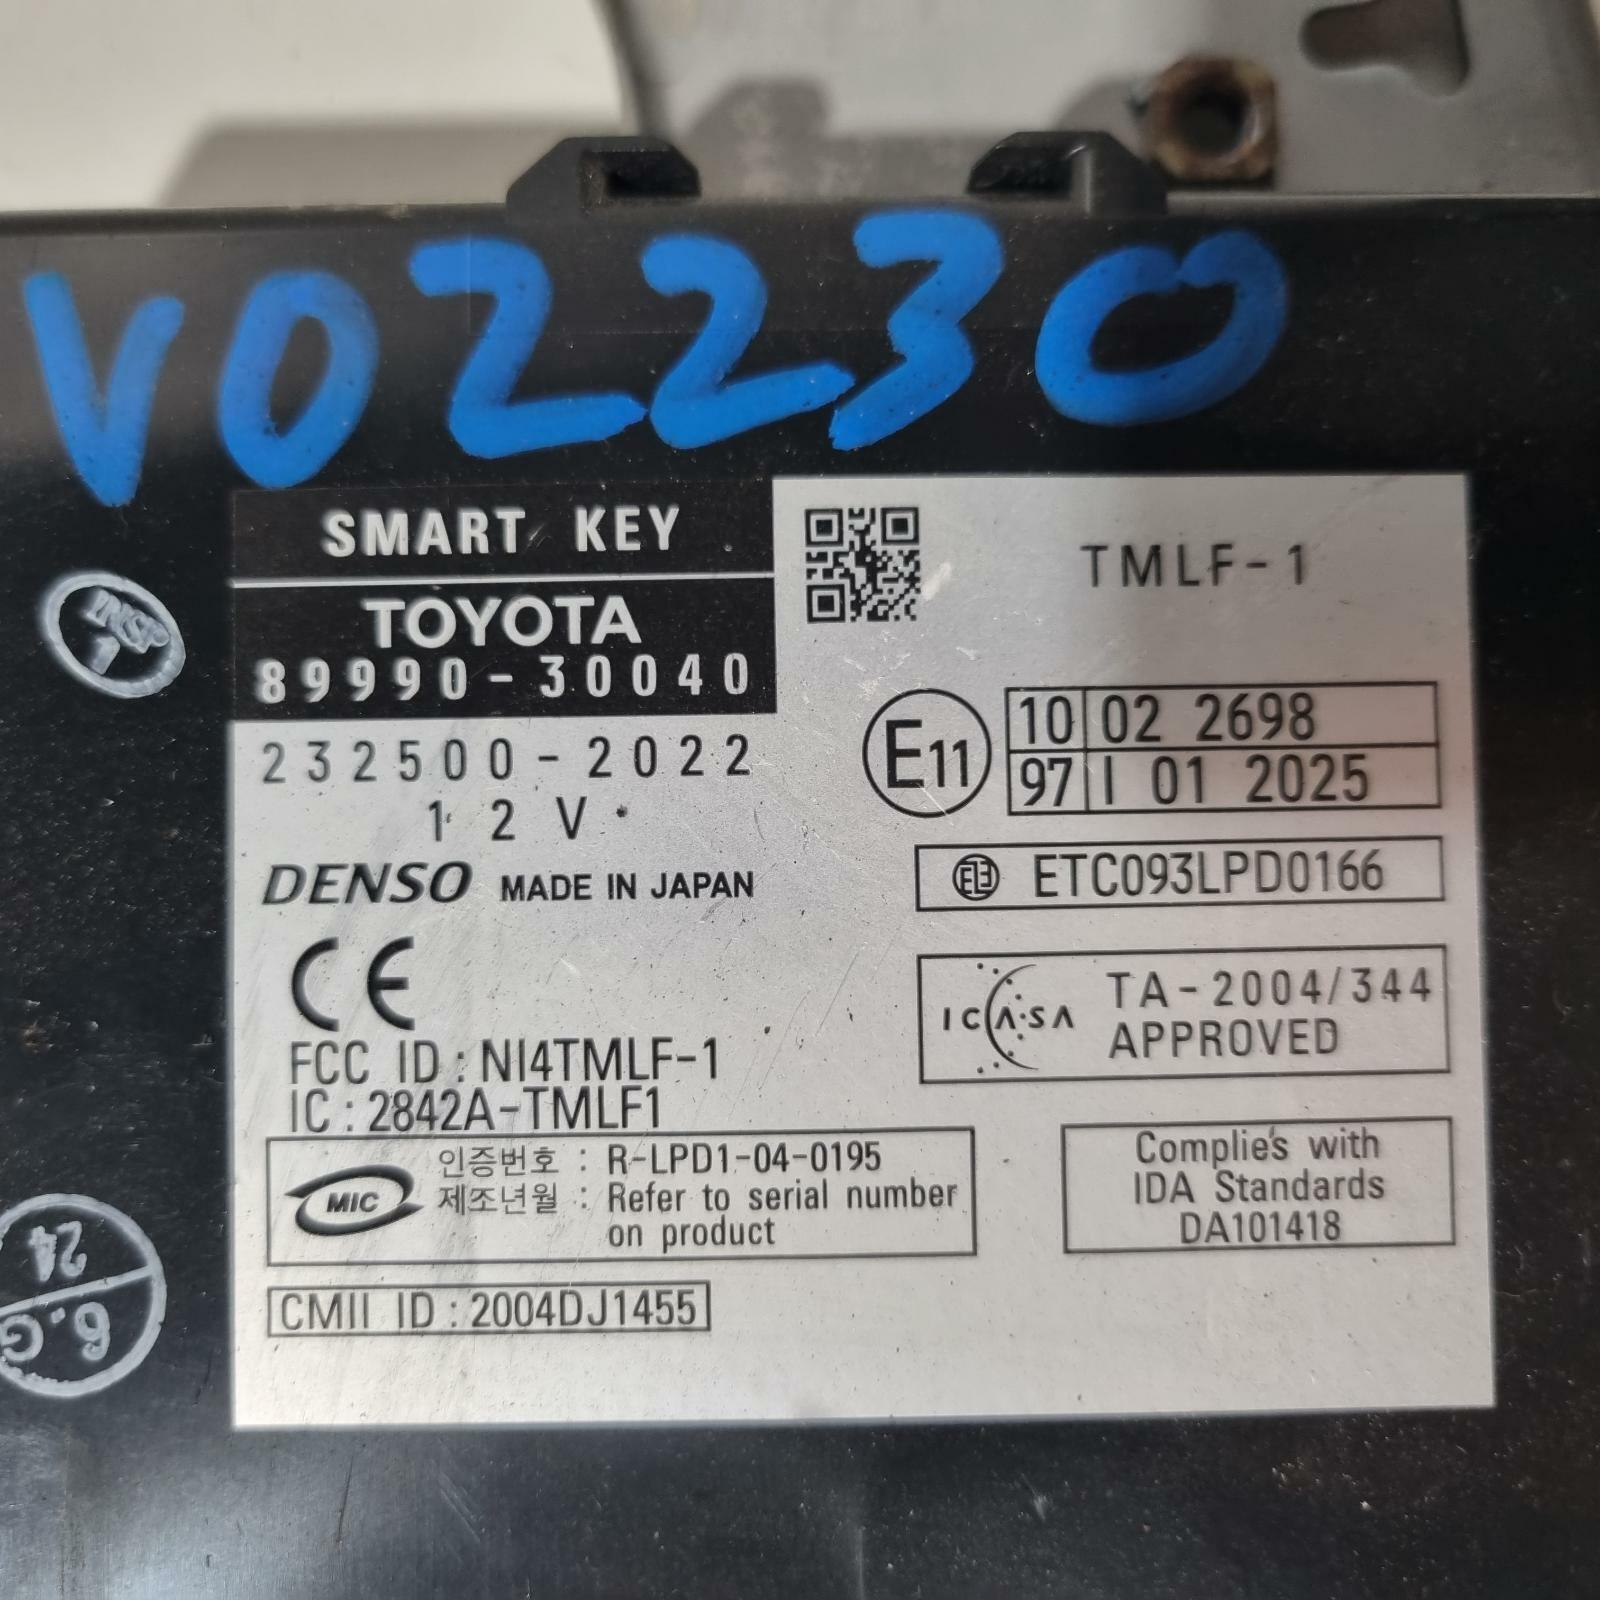 V02230
SMART KEY
TOYOTA
89990-30040
232500-2022
12V
DENSO MADE IN JAPAN
CE
FCC ID : NI4TMLF-1
IC : 2842A-TMLF1
MIC
인증번호 : R-LPD1-04-0195
제조년월 : Refer to serial number
on product
CMII ID : 2004DJ1455
TMLF-1
E11
10 02 2698
97 I 01 2025
ETC093LPD0166
ICASA
TA-2004/344
APPROVED
Complies with
IDA Standards
DA101418
24
6.G